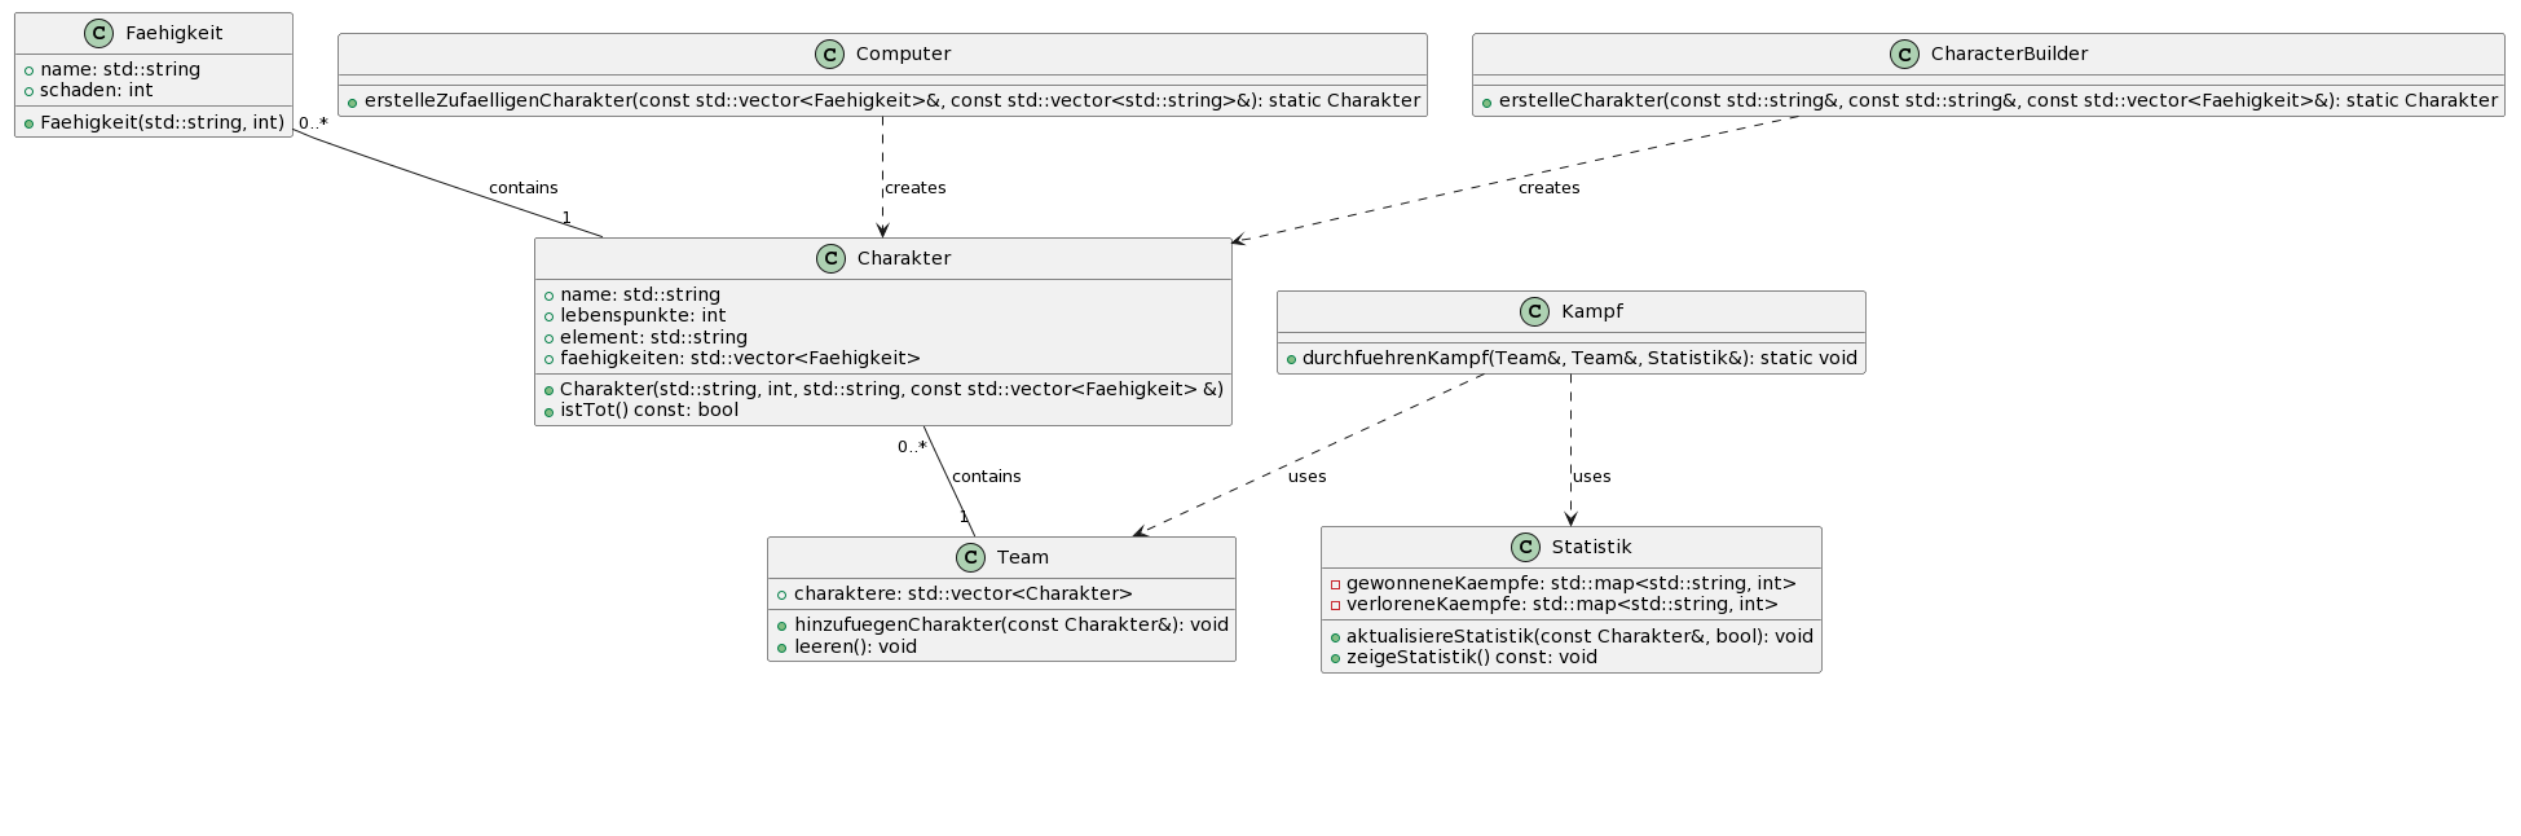 C Faehigkeit
name: std::string
schaden: int
Faehigkeit(std::string, int)
C Computer
erstelleZufaelligenCharakter(const std::vector<Faehigkeit>&, const std::vector<std::string>&): static Charakter
C CharacterBuilder
erstelleCharakter(const std::string&, const std::string&, const std::vector<Faehigkeit>&): static Charakter
0..*
contains
1
creates
creates
C Charakter
name: std::string
lebenspunkte: int
element: std::string
faehigkeiten: std::vector<Faehigkeit>
Charakter(std::string, int, std::string, const std::vector<Faehigkeit> &)
istTot() const: bool
C Kampf
durchfuehrenKampf(Team&, Team&, Statistik&): static void
0..*
contains
1
uses
uses
C Team
charaktere: std::vector<Charakter>
hinzufuegenCharakter(const Charakter&): void
leeren(): void
C Statistik
gewonneneKaempfe: std::map<std::string, int>
verloreneKaempfe: std::map<std::string, int>
aktualisiereStatistik(const Charakter&, bool): void
zeigeStatistik() const: void